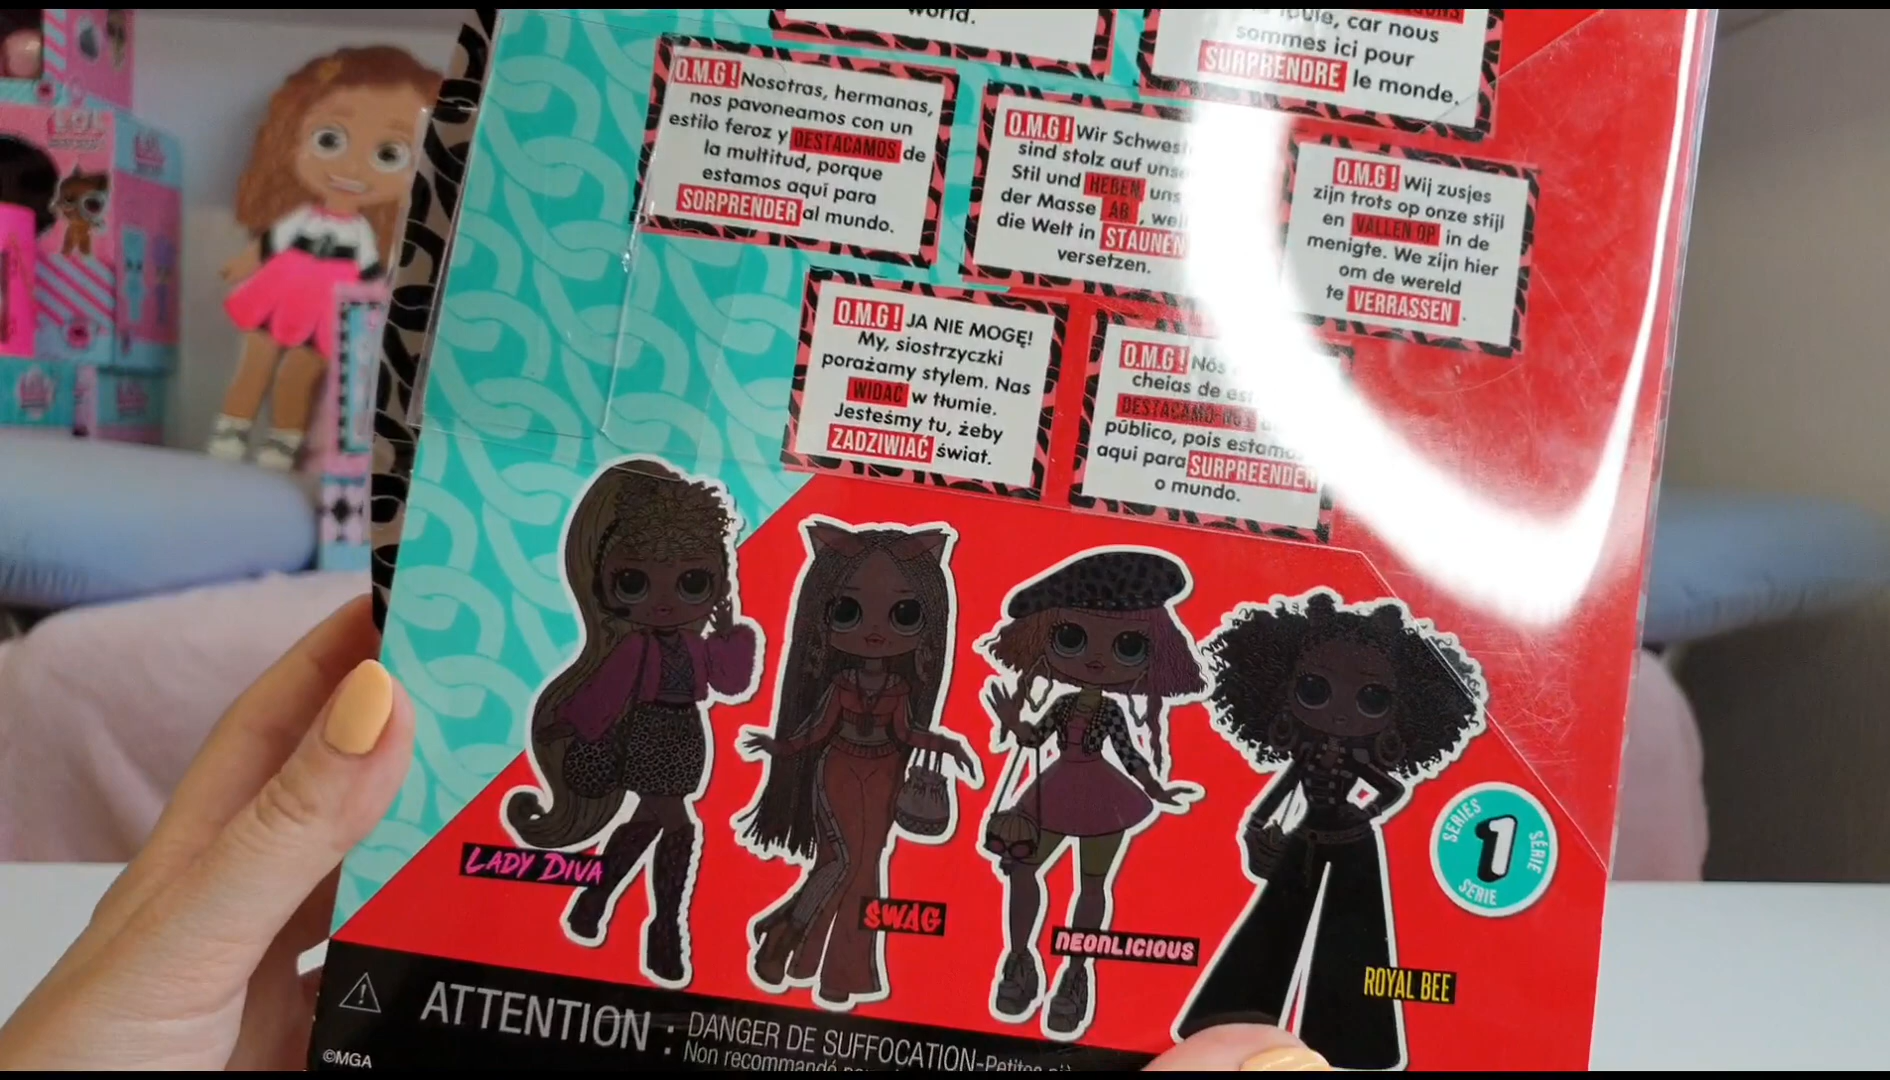 world.
, car nous
sommes ici pour
SURPRENDRE le monde.
O.M.G! Nosotras, hermanas,
nos pavoneamos con un
estilo feroz y DESTACAMOS de
la multitud, porque
estamos aquí para
SORPRENDER al mundo.
O.M.G! Wir
sind stolz auf
Stil und HEBEN uns
der Masse AB,
die Welt in STAUNEN
versetzen.
O.M.G! Wij zusjes
zijn trots op onze stijl
en VALLEN OP in de
menigte. We zijn hier
om de wereld
te VERRASSEN.
O.M.G! JA NIE MOGĘ!
My, siostrzyczki
porażamy stylem. Nas
WIDAĆ w tłumie.
Jesteśmy tu, żeby
ZADZIWIAĆ świat.
O.M.G! Nós
cheias de
DESTACAMO-NOS
público, pois
aqui para SURPREENDER
o mundo.
LADY DIVA
SWAG
NEONLICIOUS
ROYAL BEE
SERIES
SÉRIE
1
SERIE
ATTENTION : DANGER DE SUFFOCATION-Petites
Non recommandé
©MGA
L.O.L.